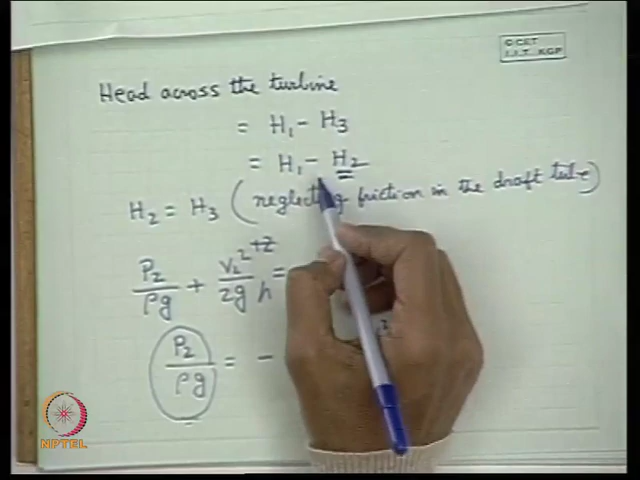 © CET
I.I.T. KGP
Head across the turbine
= H₁ - H₃
= H₁ - H₂
H₂ = H₃ (neglecting friction in the draft tube)
P₂/ρg + V₂²/2g + Z =
P₂/ρg = -
NPTEL